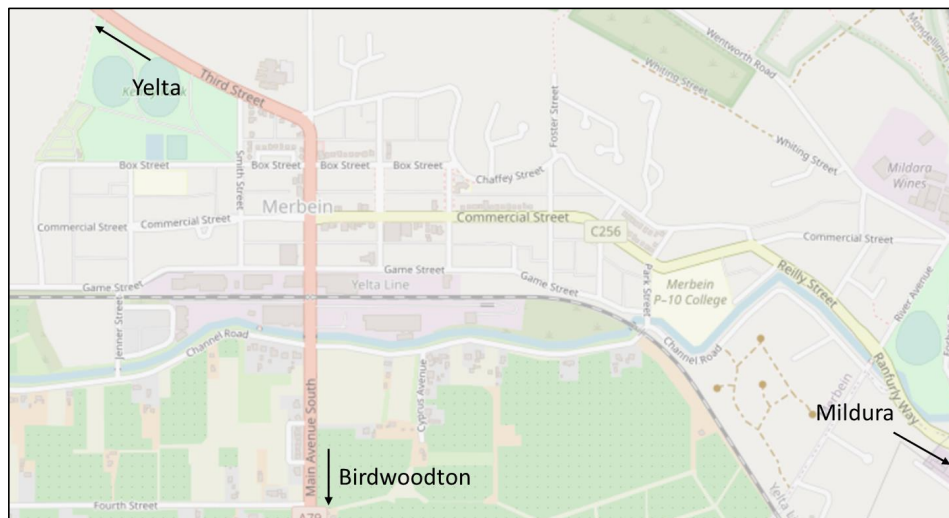 Yelta
Third Street
Wentworth Road
Whiting Street
Foster Street
Whiting Street
Mildara
Wines
Box Street
Smith Street
Box Street
Box Street
Box Street
Chaffey Street
Merbein
Commercial Street
Commercial Street
Commercial Street
C256
Commercial Street
Game Street
Game Street
Game Street
Yelta Line
Park Street
Merbein
P-10 College
Reilly Street
River Avenue
Jenner Street
Channel Road
Channel Road
Ranfurly Way
Cyprus Avenue
Main Avenue South
Mildura
Birdwoodton
Fourth Street
A79